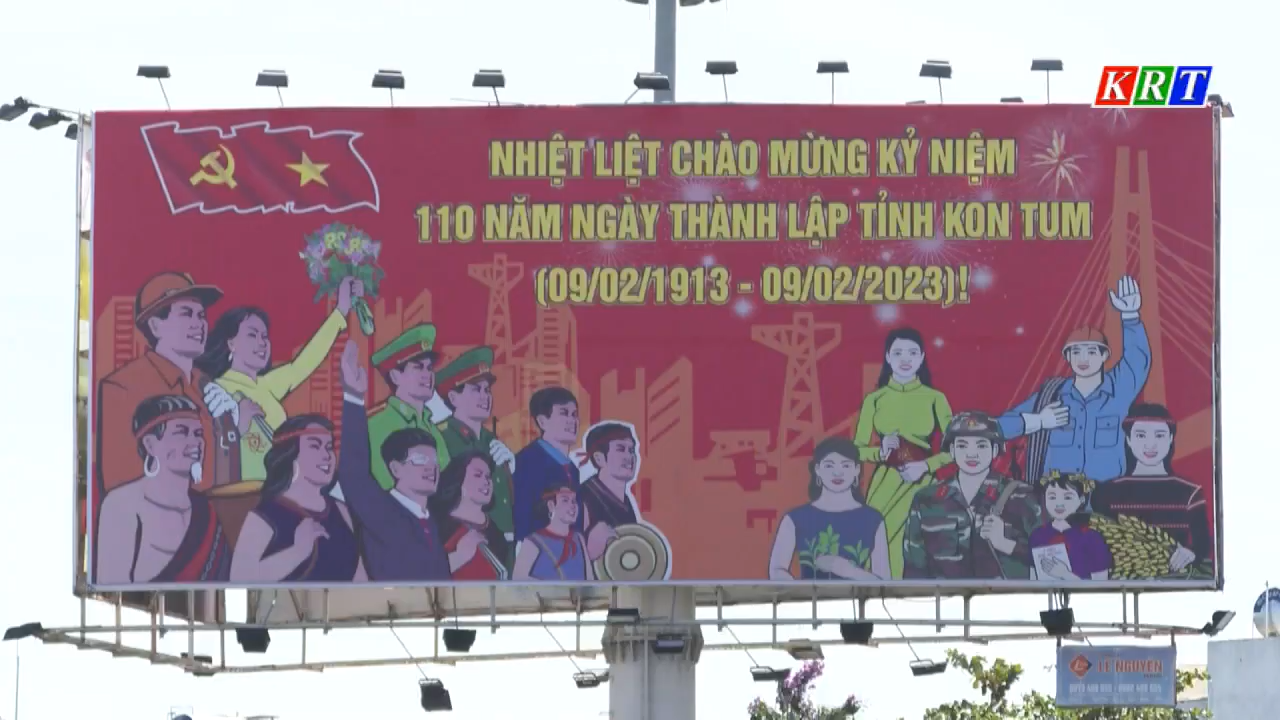 KRT
NHIỆT LIỆT CHÀO MỪNG KỶ NIỆM
110 NĂM NGÀY THÀNH LẬP TỈNH KON TUM
(09/02/1913 - 09/02/2023)!
LÊ NGUYỄN